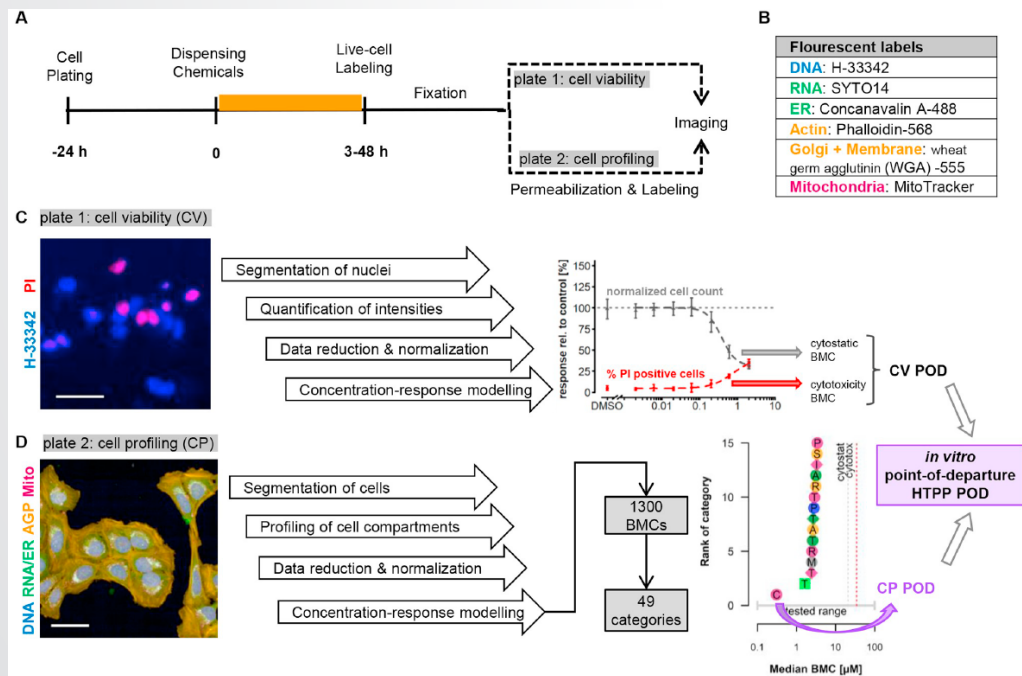 A
Cell
Plating
Dispensing
Chemicals
Live-cell
Labeling
Fixation
-24 h
0
3-48 h
plate 1: cell viability
Imaging
plate 2: cell profiling
Permeabilization & Labeling
B
Flourescent labels
DNA: H-33342
RNA: SYTO14
ER: Concanavalin A-488
Actin: Phalloidin-568
Golgi + Membrane: wheat
germ agglutinin (WGA) -555
Mitochondria: MitoTracker
C
plate 1: cell viability (CV)
H-33342 PI
Segmentation of nuclei
Quantification of intensities
Data reduction & normalization
Concentration-response modelling
response rel. to control [%]
150
125
100
75
50
25
0
normalized cell count
% PI positive cells
DMSO
0.01
0.1
1
10
cytostatic
BMC
cytotoxicity
BMC
CV POD
D
plate 2: cell profiling (CP)
DNA RNA/ER AGP Mito
Segmentation of cells
Profiling of cell compartments
Data reduction & normalization
Concentration-response modelling
1300
BMCs
49
categories
Rank of category
15
10
5
0
P
S
I
A
R
T
P
T
A
T
R
M
T
T
C
cytostat
cytotox
tested range
0.1
1
10
100
Median BMC [µM]
CP POD
in vitro
point-of-departure
HTPP POD